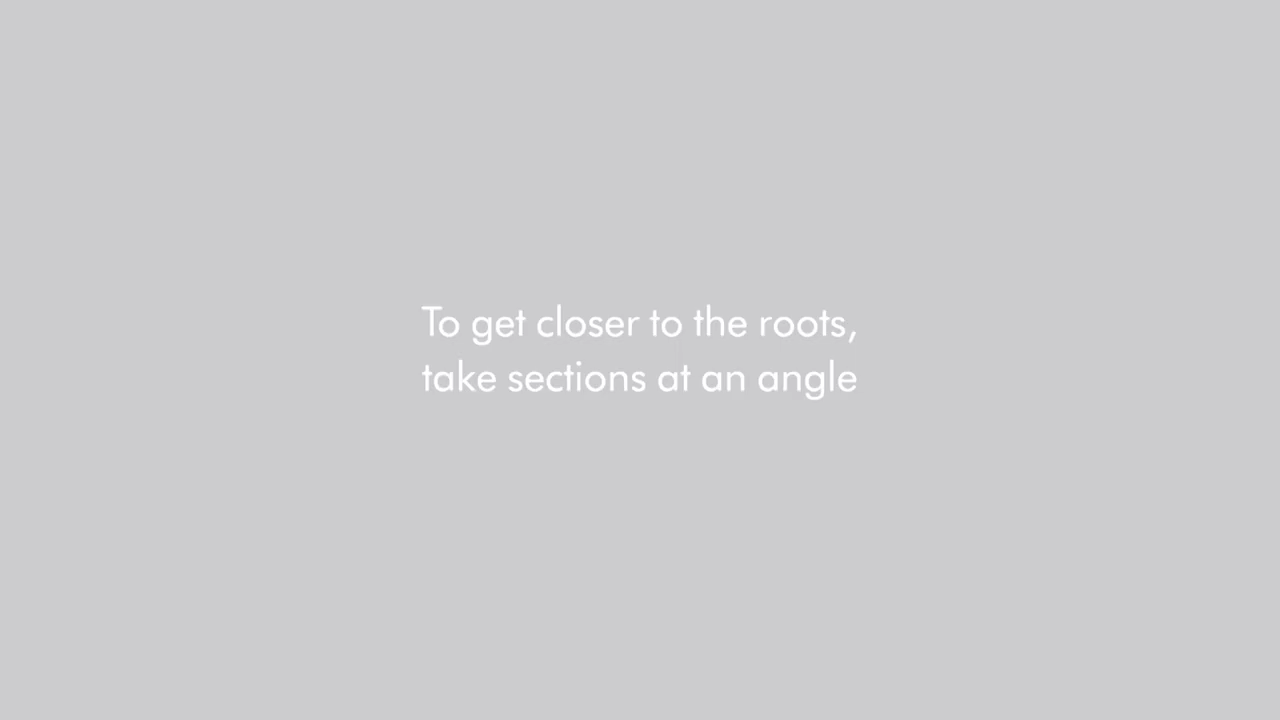 To get closer to the roots,
take sections at an angle